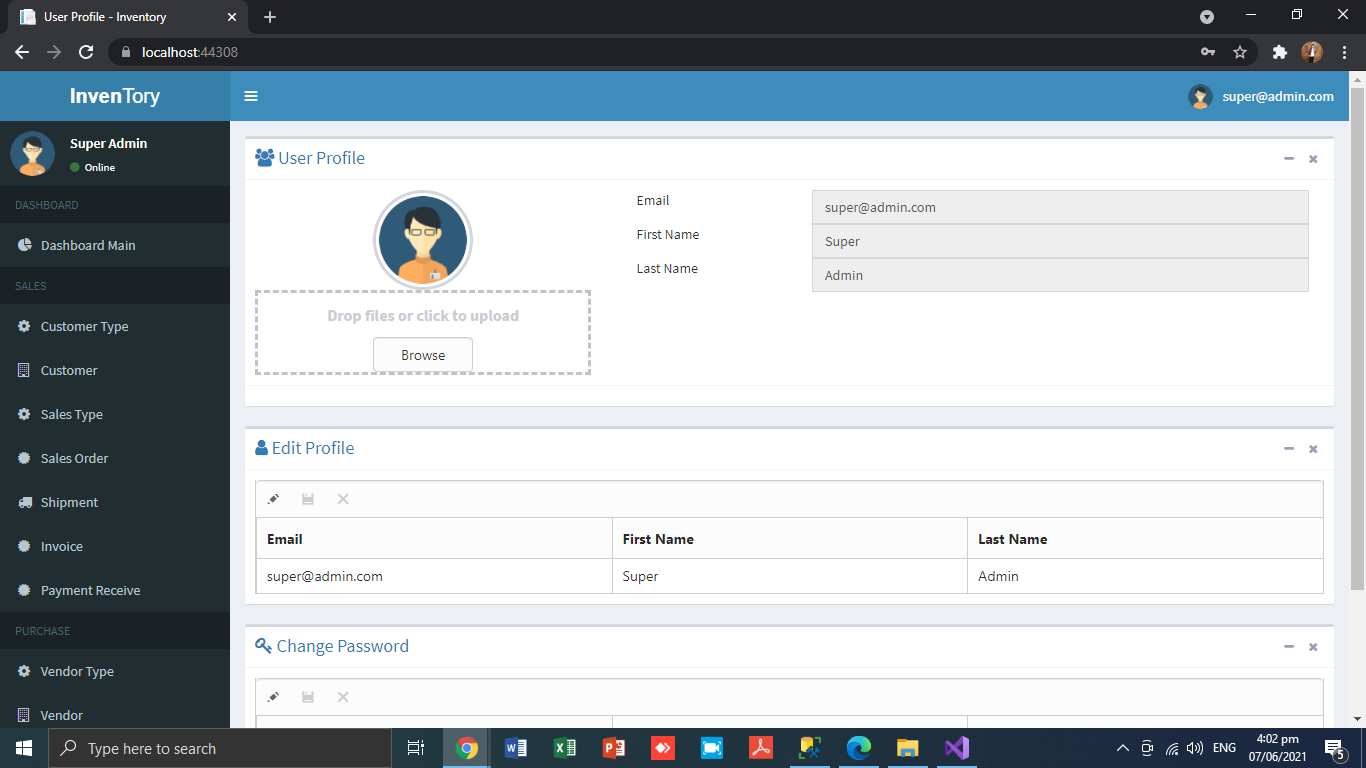 User Profile - Inventory
localhost:44308
InvenTory
super@admin.com
Super Admin
Online
DASHBOARD
Dashboard Main
SALES
Customer Type
Customer
Sales Type
Sales Order
Shipment
Invoice
Payment Receive
PURCHASE
Vendor Type
Vendor
User Profile
Drop files or click to upload
Browse
Email super@admin.com
First Name Super
Last Name Admin
Edit Profile
Email First Name Last Name
super@admin.com Super Admin
Change Password
Type here to search
ENG
4:02 pm
07/06/2021
5